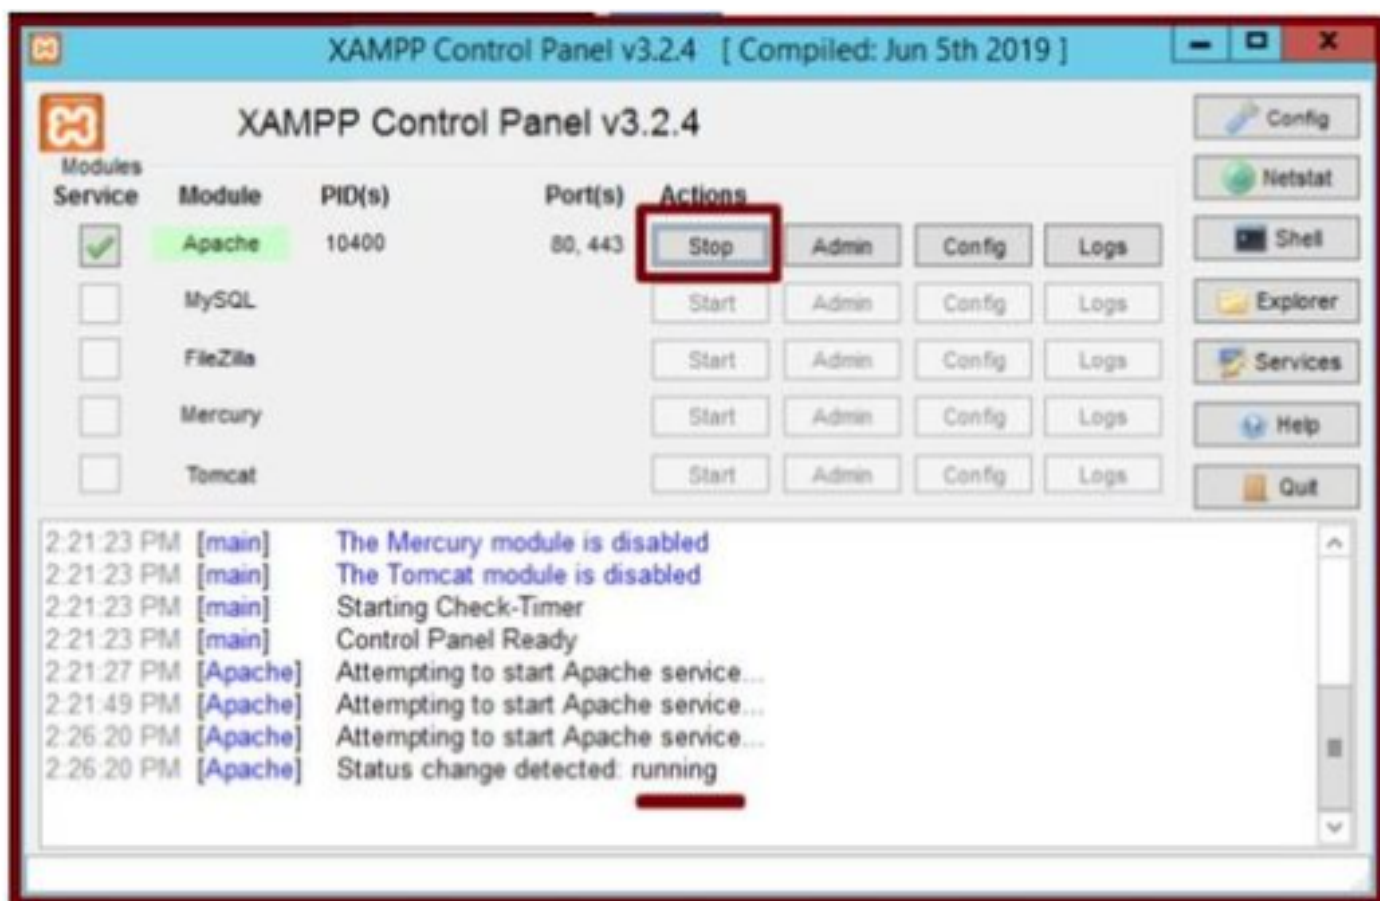 XAMPP Control Panel v3.2.4 [ Compiled: Jun 5th 2019 ]
XAMPP Control Panel v3.2.4
Config
Modules
Netstat
Service Module PID(s) Port(s) Actions
Apache 10400 80, 443 Stop Admin Config Logs
Shell
MySQL Start Admin Config Logs
Explorer
FileZilla Start Admin Config Logs
Services
Mercury Start Admin Config Logs
Help
Tomcat Start Admin Config Logs
Quit
2:21:23 PM [main] The Mercury module is disabled
2:21:23 PM [main] The Tomcat module is disabled
2:21:23 PM [main] Starting Check-Timer
2:21:23 PM [main] Control Panel Ready
2:21:27 PM [Apache] Attempting to start Apache service...
2:21:49 PM [Apache] Attempting to start Apache service...
2:26:20 PM [Apache] Attempting to start Apache service...
2:26:20 PM [Apache] Status change detected: running